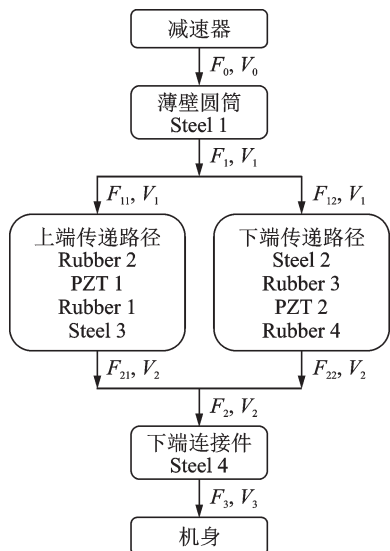 减速器
F₀, V₀
薄壁圆筒
Steel 1
F₁, V₁
F₁₁, V₁
F₁₂, V₁
上端传递路径
Rubber 2
PZT 1
Rubber 1
Steel 3
下端传递路径
Steel 2
Rubber 3
PZT 2
Rubber 4
F₂₁, V₂
F₂₂, V₂
F₂, V₂
下端连接件
Steel 4
F₃, V₃
机身